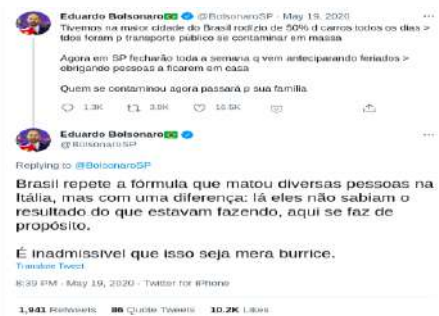 Eduardo Bolsonaro @BolsonaroSP · May 19, 2020
Tivemos na maior cidade do Brasil rodízio de 50% d carros todos os dias >
tdos foram p transporte público se contaminar em massa
Agora em SP fecharão toda a semana q vem anteciparando feriados >
obrigando pessoas a ficarem em casa
Quem se contaminou agora passará p sua família
1.3K 3.8K 16.5K
Eduardo Bolsonaro
@BolsonaroSP
Replying to @BolsonaroSP
Brasil repete a fórmula que matou diversas pessoas na
Itália, mas com uma diferença: lá eles não sabiam o
resultado do que estavam fazendo, aqui se faz de
propósito.
É inadmissível que isso seja mera burrice.
Translate Tweet
8:39 PM · May 19, 2020 · Twitter for iPhone
1,941 Retweets 86 Quote Tweets 10.2K Likes